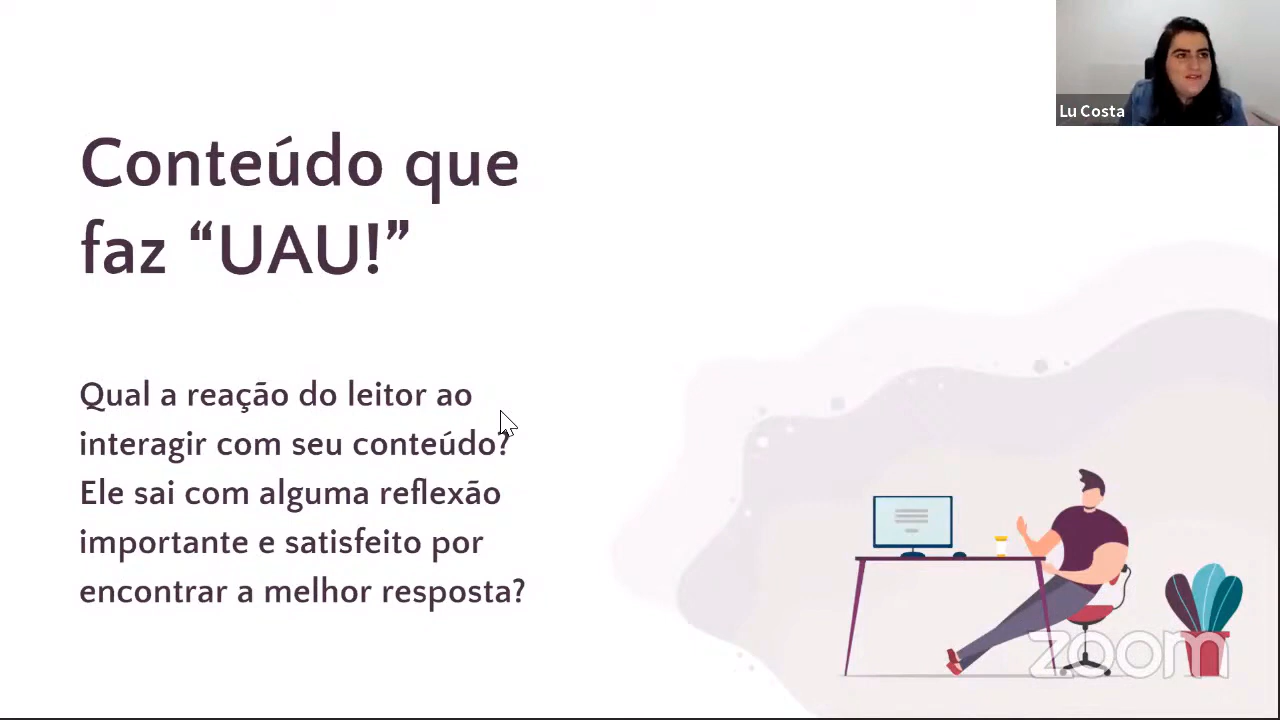 Lu Costa
Conteúdo que
faz “UAU!”
Qual a reação do leitor ao
interagir com seu conteúdo?
Ele sai com alguma reflexão
importante e satisfeito por
encontrar a melhor resposta?
zoom